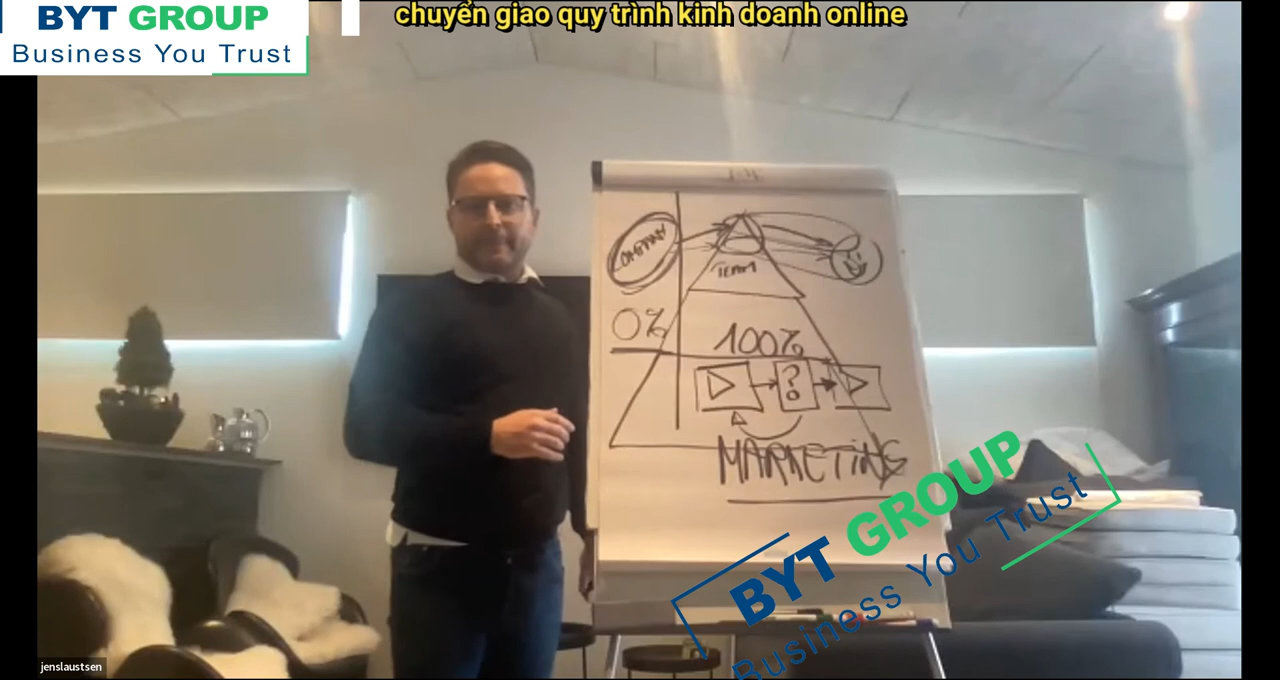 BYT GROUP
Business You Trust
chuyển giao quy trình kinh doanh online
COMPANY
TEAM
0%
100%
?
MARKETING
BYT GROUP
Business You Trust
jenslaustsen